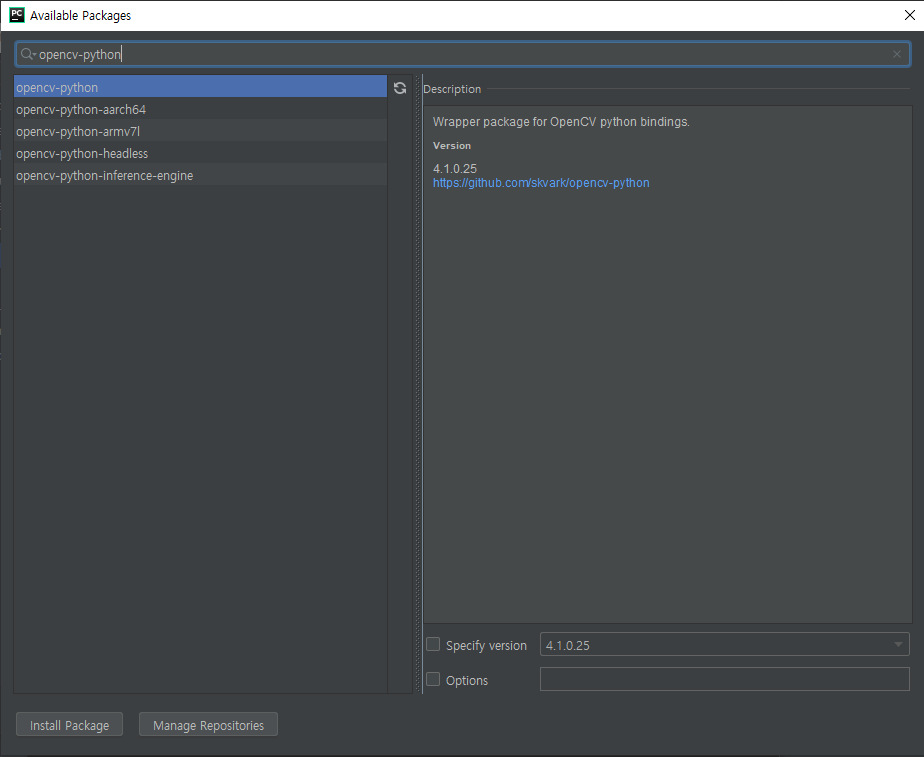 PC
Available Packages
opencv-python
opencv-python
opencv-python-aarch64
opencv-python-armv7l
opencv-python-headless
opencv-python-inference-engine
Description
Wrapper package for OpenCV python bindings.
Version
4.1.0.25
https://github.com/skvark/opencv-python
Specify version 4.1.0.25
Options
Install Package Manage Repositories